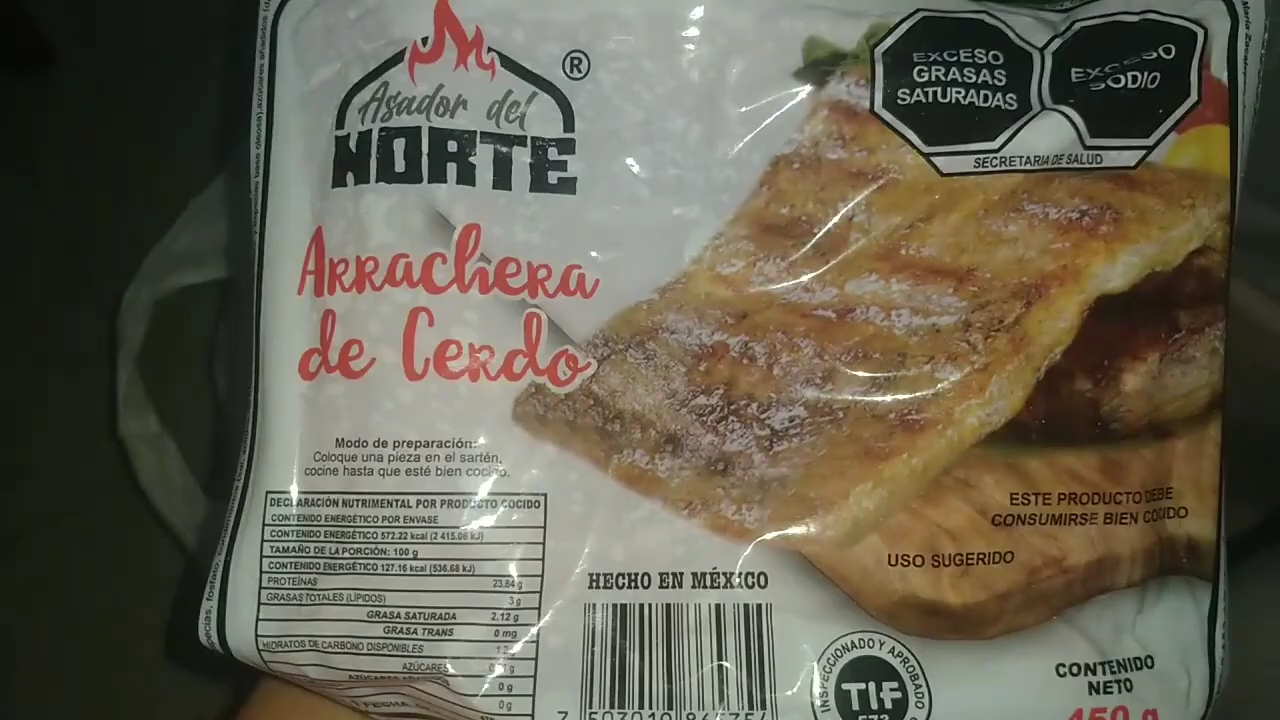 Asador del
NORTE
®
EXCESO
GRASAS
SATURADAS
EXCESO
SODIO
SECRETARIA DE SALUD
Arrachera
de Cerdo
Modo de preparación:
Coloque una pieza en el sartén,
cocine hasta que esté bien cocido.
DECLARACIÓN NUTRIMENTAL POR PRODUCTO COCIDO
CONTENIDO ENERGÉTICO POR ENVASE
CONTENIDO ENERGÉTICO 572.22 kcal (2 415.06 kJ)
TAMAÑO DE LA PORCIÓN: 100 g
CONTENIDO ENERGÉTICO 127.16 kcal (536.68 kJ)
PROTEÍNAS 23.84 g
GRASAS TOTALES (LÍPIDOS) 3 g
GRASA SATURADA 2.12 g
GRASA TRANS 0 mg
HIDRATOS DE CARBONO DISPONIBLES
AZÚCARES
AZÚCARES
0 g
0 g
FECHA
ESTE PRODUCTO DEBE
CONSUMIRSE BIEN COCIDO
USO SUGERIDO
HECHO EN MÉXICO
INSPECCIONADO Y APROBADO
TIF
CONTENIDO
NETO
450 g